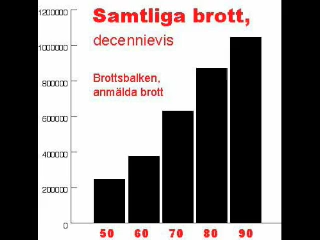 Samtliga brott,
decennievis
Brottsbalken,
anmälda brott
1200000
1000000
800000
600000
400000
200000
0
50 60 70 80 90